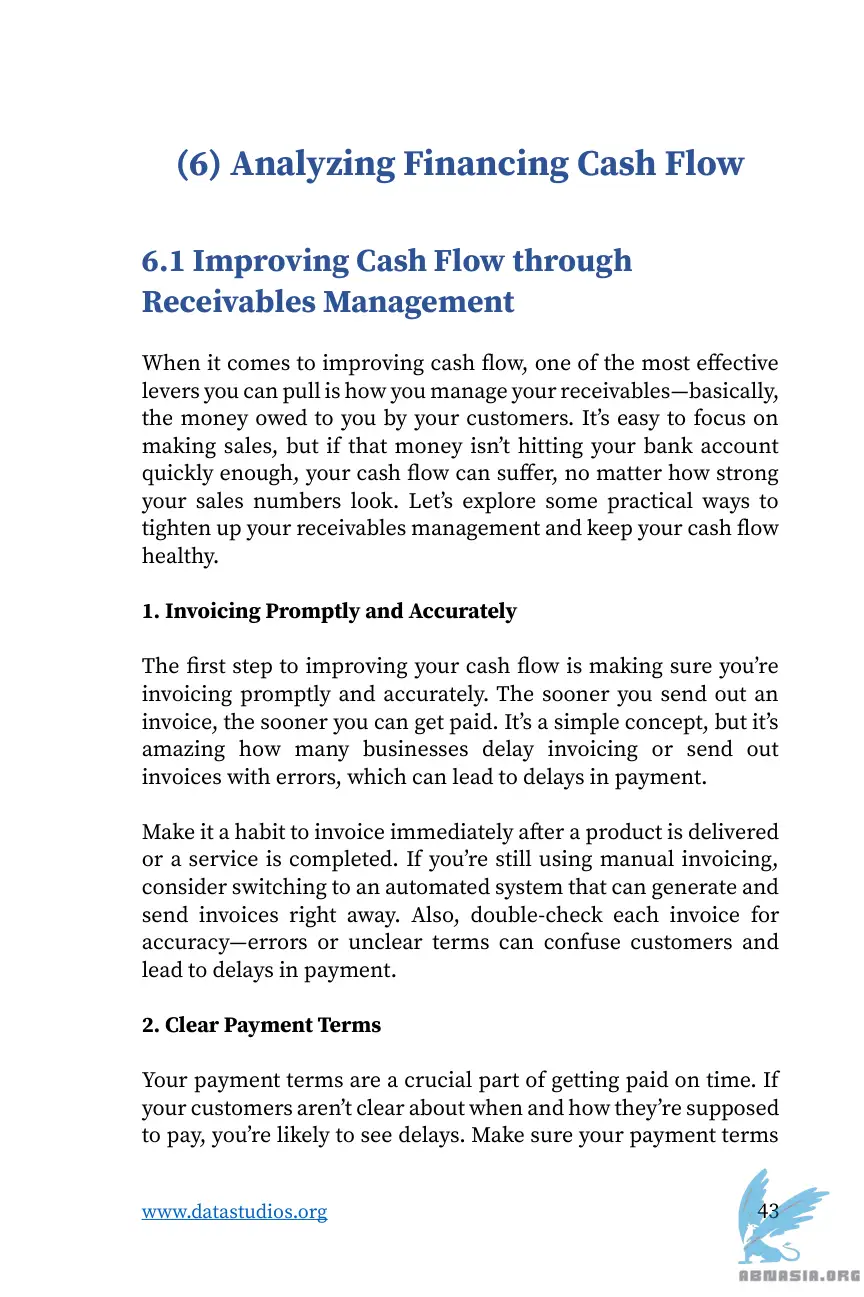 (6) Analyzing Financing Cash Flow
6.1 Improving Cash Flow through
Receivables Management
When it comes to improving cash flow, one of the most effective
levers you can pull is how you manage your receivables—basically,
the money owed to you by your customers. It’s easy to focus on
making sales, but if that money isn’t hitting your bank account
quickly enough, your cash flow can suffer, no matter how strong
your sales numbers look. Let’s explore some practical ways to
tighten up your receivables management and keep your cash flow
healthy.
1. Invoicing Promptly and Accurately
The first step to improving your cash flow is making sure you’re
invoicing promptly and accurately. The sooner you send out an
invoice, the sooner you can get paid. It’s a simple concept, but it’s
amazing how many businesses delay invoicing or send out
invoices with errors, which can lead to delays in payment.
Make it a habit to invoice immediately after a product is delivered
or a service is completed. If you’re still using manual invoicing,
consider switching to an automated system that can generate and
send invoices right away. Also, double-check each invoice for
accuracy—errors or unclear terms can confuse customers and
lead to delays in payment.
2. Clear Payment Terms
Your payment terms are a crucial part of getting paid on time. If
your customers aren’t clear about when and how they’re supposed
to pay, you’re likely to see delays. Make sure your payment terms
www.datastudios.org 43
ABNASIA.ORG